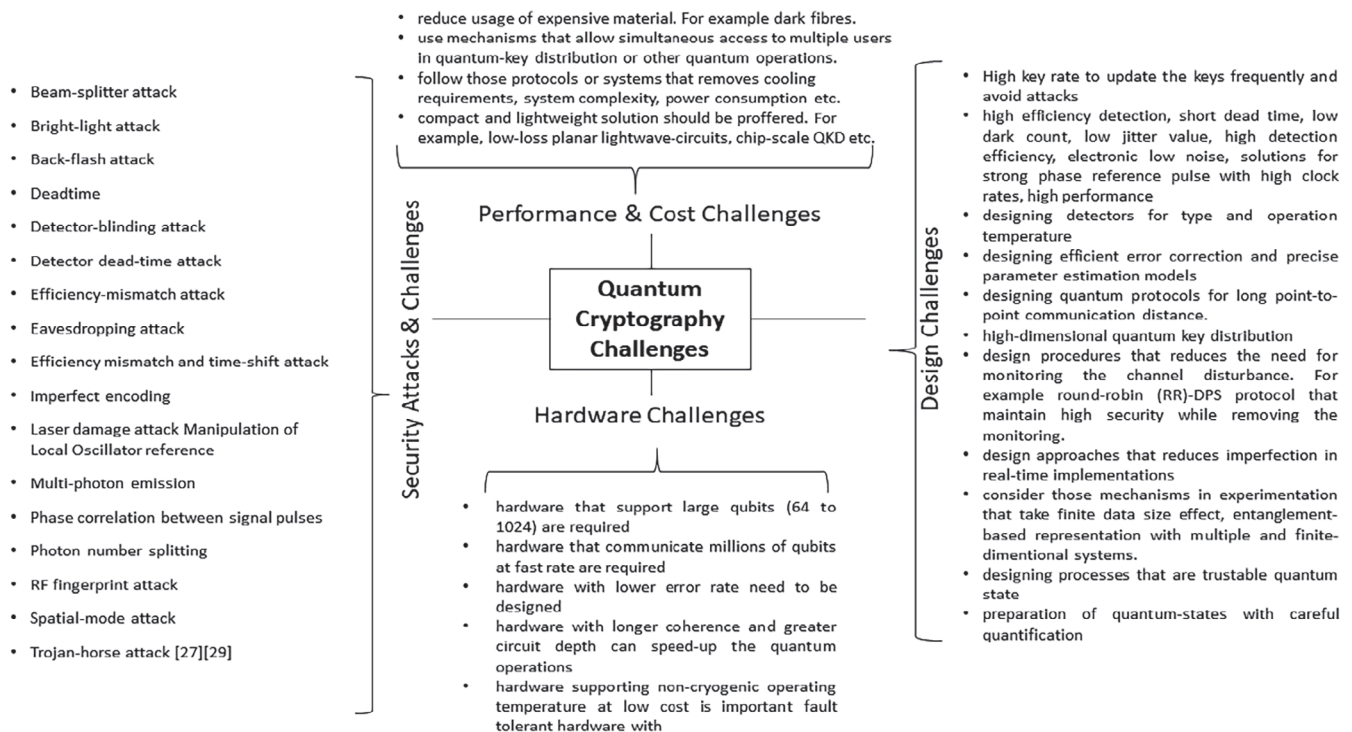 • reduce usage of expensive material. For example dark fibres.
• use mechanisms that allow simultaneous access to multiple users
in quantum-key distribution or other quantum operations.
• follow those protocols or systems that removes cooling
requirements, system complexity, power consumption etc.
• compact and lightweight solution should be proffered. For
example, low-loss planar lightwave-circuits, chip-scale QKD etc.
Performance & Cost Challenges
• Beam-splitter attack
• Bright-light attack
• Back-flash attack
• Deadtime
• Detector-blinding attack
• Detector dead-time attack
• Efficiency-mismatch attack
• Eavesdropping attack
• Efficiency mismatch and time-shift attack
• Imperfect encoding
• Laser damage attack Manipulation of
Local Oscillator reference
• Multi-photon emission
• Phase correlation between signal pulses
• Photon number splitting
• RF fingerprint attack
• Spatial-mode attack
• Trojan-horse attack [27][29]
Security Attacks & Challenges
Quantum
Cryptography
Challenges
Hardware Challenges
• hardware that support large qubits (64 to
1024) are required
• hardware that communicate millions of qubits
at fast rate are required
• hardware with lower error rate need to be
designed
• hardware with longer coherence and greater
circuit depth can speed-up the quantum
operations
• hardware supporting non-cryogenic operating
temperature at low cost is important fault
tolerant hardware with
Design Challenges
• High key rate to update the keys frequently and
avoid attacks
• high efficiency detection, short dead time, low
dark count, low jitter value, high detection
efficiency, electronic low noise, solutions for
strong phase reference pulse with high clock
rates, high performance
• designing detectors for type and operation
temperature
• designing efficient error correction and precise
parameter estimation models
• designing quantum protocols for long point-to-
point communication distance.
• high-dimensional quantum key distribution
• design procedures that reduces the need for
monitoring the channel disturbance. For
example round-robin (RR)-DPS protocol that
maintain high security while removing the
monitoring.
• design approaches that reduces imperfection in
real-time implementations
• consider those mechanisms in experimentation
that take finite data size effect, entanglement-
based representation with multiple and finite-
dimentional systems.
• designing processes that are trustable quantum
state
• preparation of quantum-states with careful
quantification